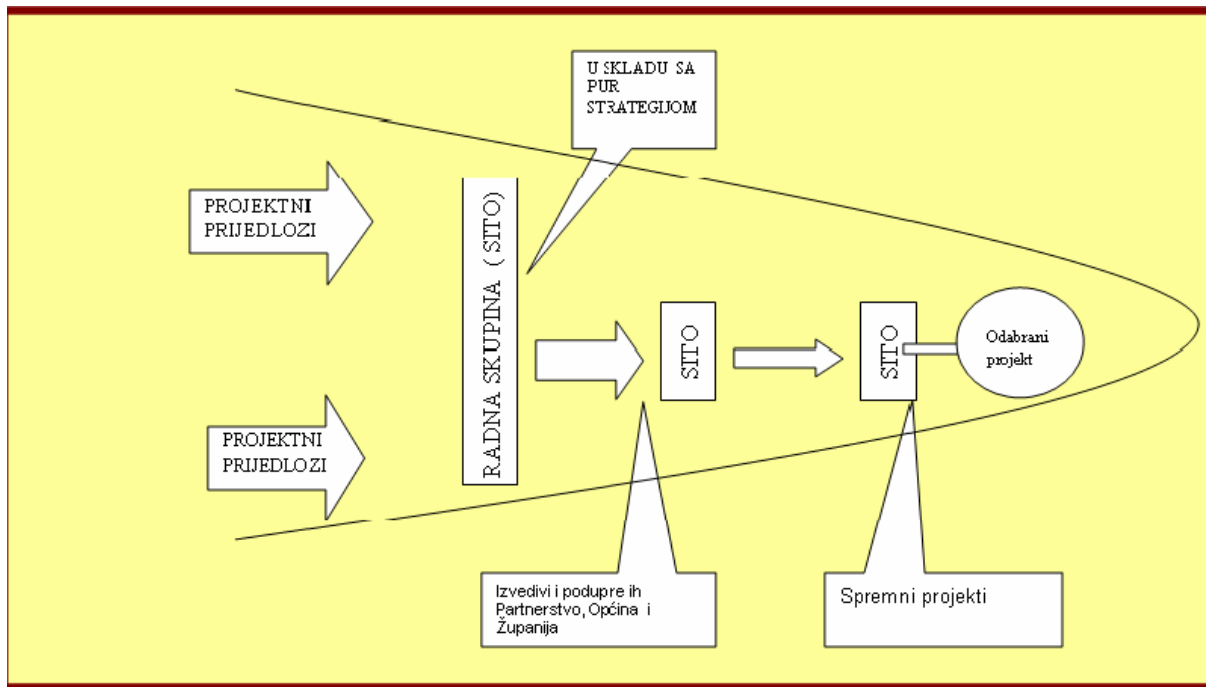 U SKLADU SA
PUR
STRATEGIJOM
PROJEKTNI
PRIJEDLOZI
RADNA SKUPINA ( SITO)
SITO
SITO
Odabrani
projekt
PROJEKTNI
PRIJEDLOZI
Izvedivi i podupre ih
Partnerstvo, Općina i
Županija
Spremni projekti